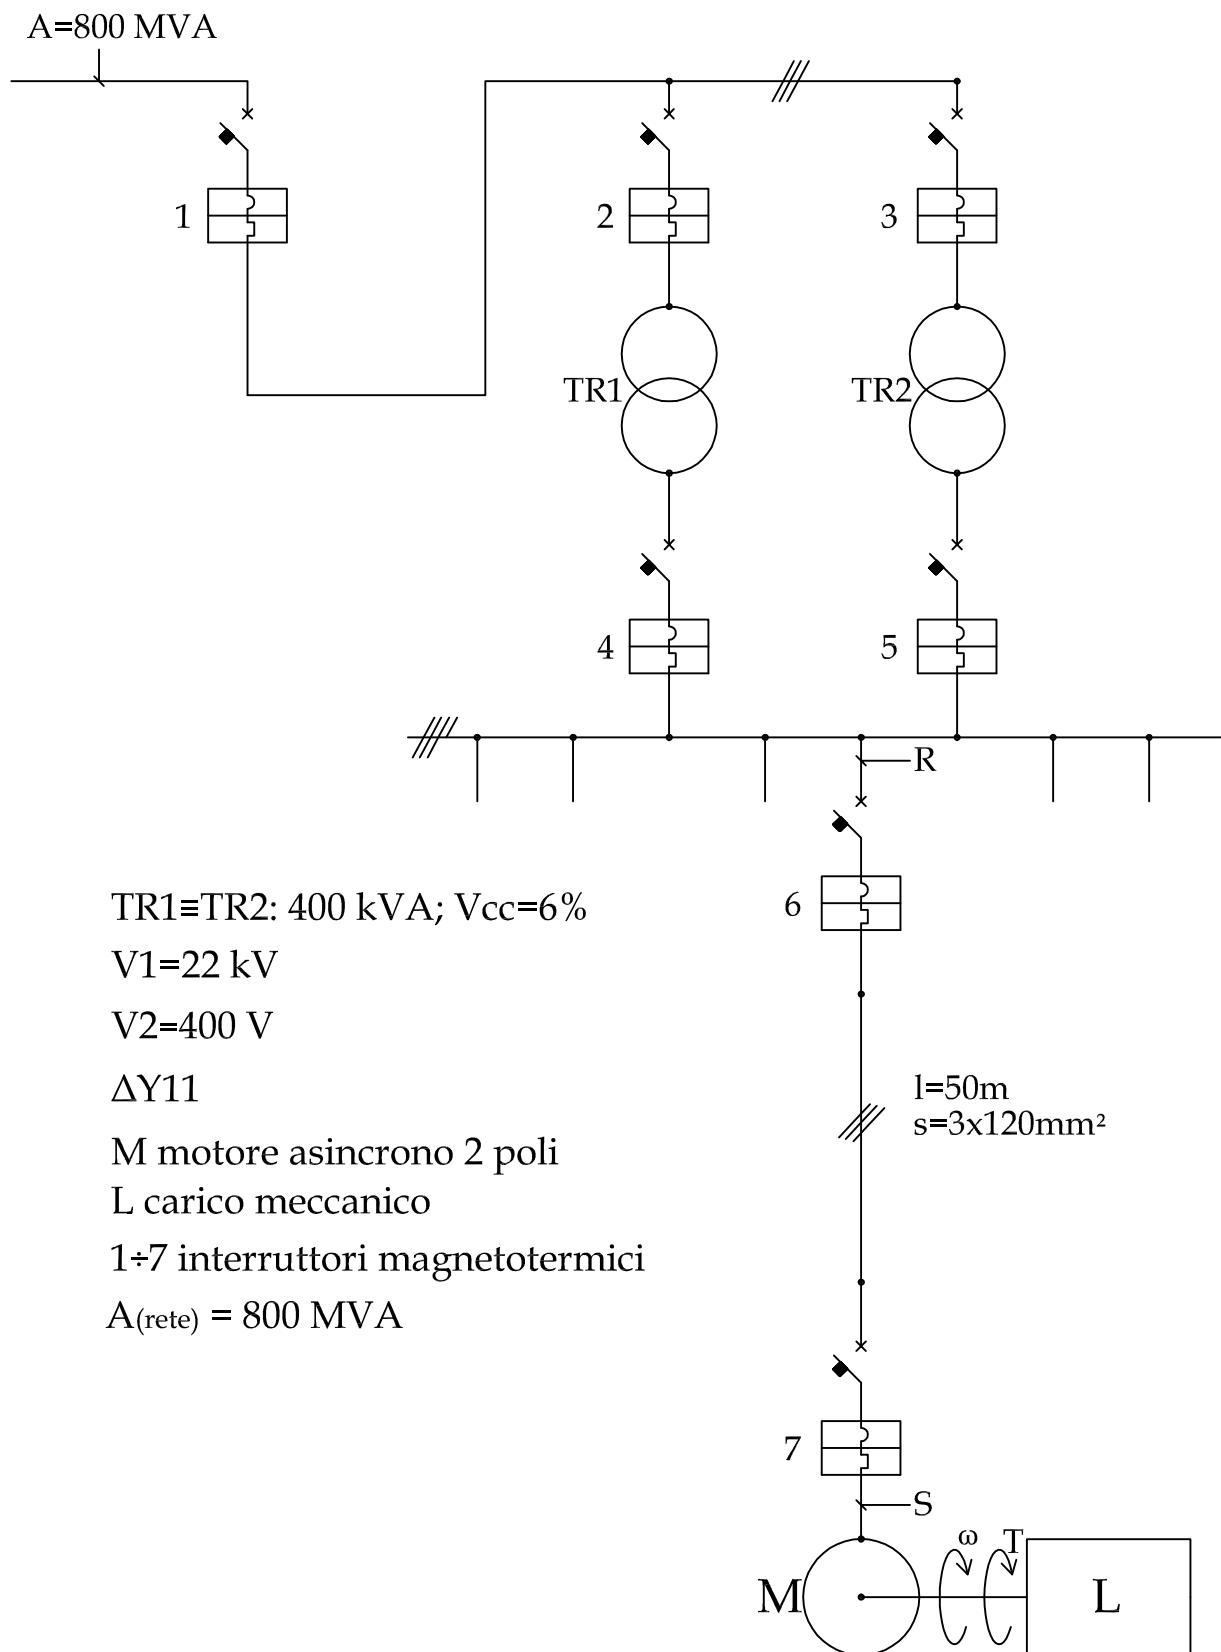 A=800 MVA
1
2
3
TR1
TR2
4
5
R
6
TR1≡TR2: 400 kVA; Vcc=6%
V1=22 kV
V2=400 V
ΔY11
M motore asincrono 2 poli
L carico meccanico
1÷7 interruttori magnetotermici
A(rete) = 800 MVA
l=50m
s=3x120mm²
7
S
ω
T
M
L